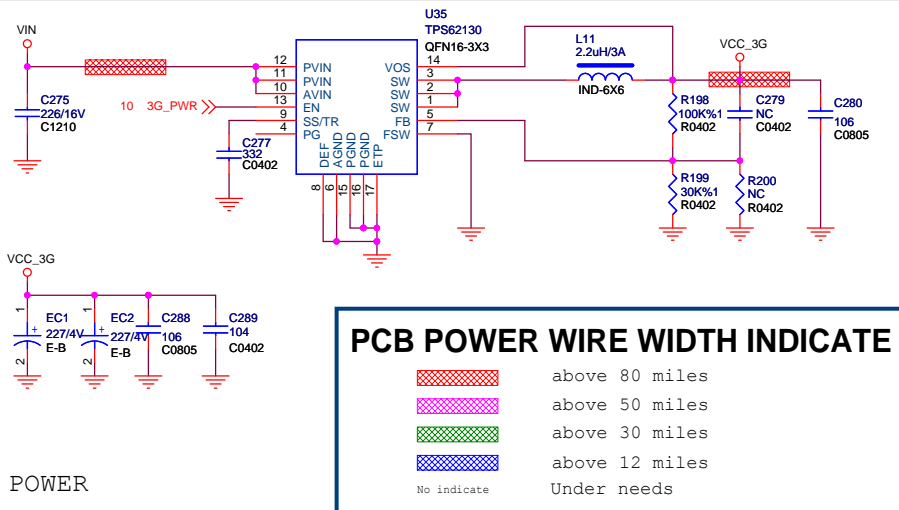 U35
TPS62130
QFN16-3X3
VIN
C275
226/16V
C1210
10 3G_PWR
12 PVIN
11 PVIN
10 AVIN
13 EN
9 SS/TR
4 PG
C277
332
C0402
VOS 14
SW 3
SW 2
SW 1
FB 5
FSW 7
DEF
AGND
PGND
PGND
ETP
8
6
15
16
17
L11
2.2uH/3A
IND-6X6
VCC_3G
R198
100K%1
R0402
C279
NC
C0402
C280
106
C0805
R199
30K%1
R0402
R200
NC
R0402
VCC_3G
1
EC1
227/4V
E-B
2
1
EC2
227/4V
E-B
2
C288
106
C0805
C289
104
C0402
POWER
PCB POWER WIRE WIDTH INDICATE
above 80 miles
above 50 miles
above 30 miles
above 12 miles
No indicate Under needs